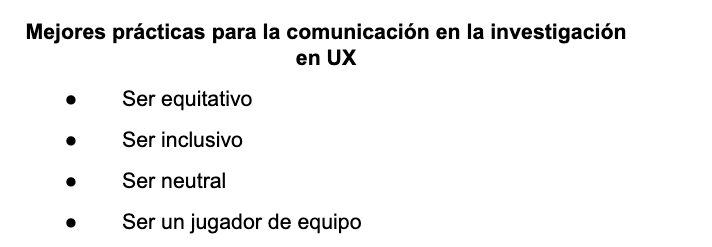 Mejores prácticas para la comunicación en la investigación
en UX
● Ser equitativo
● Ser inclusivo
● Ser neutral
● Ser un jugador de equipo